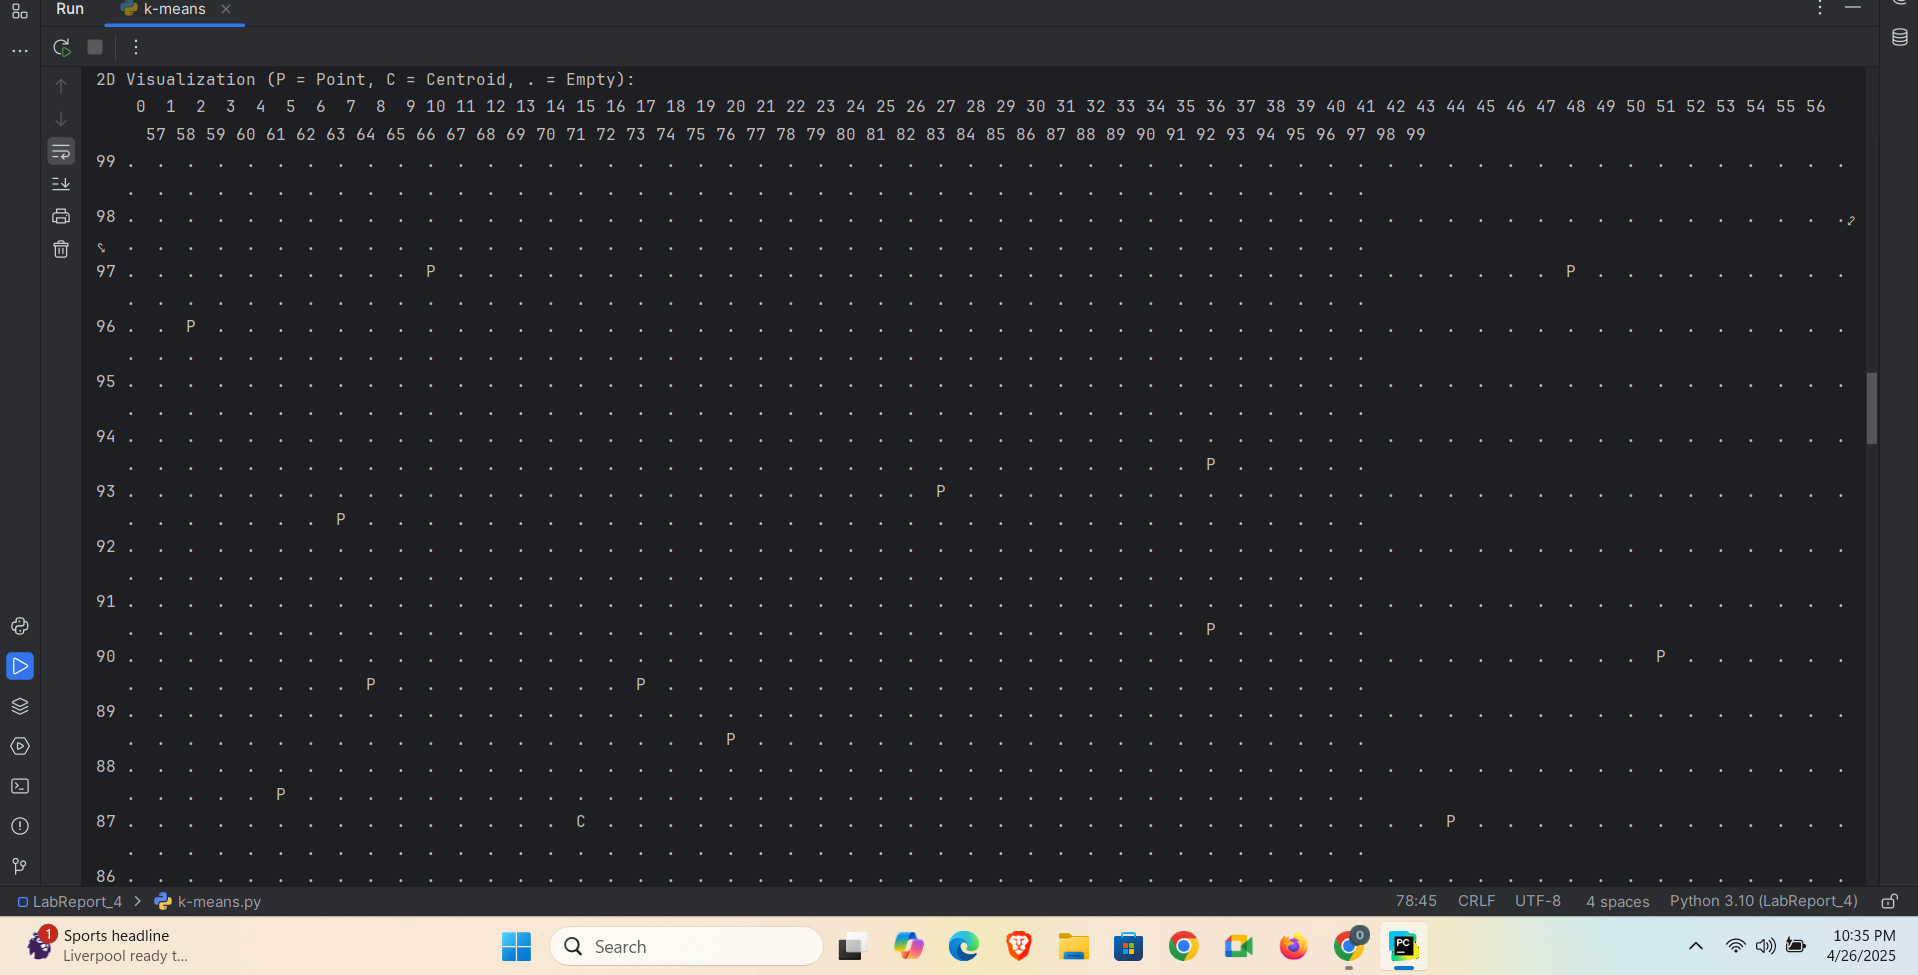 Run
k-means
2D Visualization (P = Point, C = Centroid, . = Empty):
0 1 2 3 4 5 6 7 8 9 10 11 12 13 14 15 16 17 18 19 20 21 22 23 24 25 26 27 28 29 30 31 32 33 34 35 36 37 38 39 40 41 42 43 44 45 46 47 48 49 50 51 52 53 54 55 56
57 58 59 60 61 62 63 64 65 66 67 68 69 70 71 72 73 74 75 76 77 78 79 80 81 82 83 84 85 86 87 88 89 90 91 92 93 94 95 96 97 98 99
99 . . . . . . . . . . . . . . . . . . . . . . . . . . . . . . . . . . . . . . . . . . . . . . . . . . . . . . . . . .
. . . . . . . . . . . . . . . . . . . . . . . . . . . . . . . . . . . . . . . . . .
98 . . . . . . . . . . . . . . . . . . . . . . . . . . . . . . . . . . . . . . . . . . . . . . . . . . . . . . . . . .
. . . . . . . . . . . . . . . . . . . . . . . . . . . . . . . . . . . . . . . . . .
97 . . . . . . . . . . P . . . . . . . . . . . . . . . . . . . . . . . . . . . . . . . . . . . . . P . . . . . . . . .
. . . . . . . . . . . . . . . . . . . . . . . . . . . . . . . . . . . . . . . . . .
96 . . P . . . . . . . . . . . . . . . . . . . . . . . . . . . . . . . . . . . . . . . . . . . . . . . . . . . . . . .
. . . . . . . . . . . . . . . . . . . . . . . . . . . . . . . . . . . . . . . . . .
95 . . . . . . . . . . . . . . . . . . . . . . . . . . . . . . . . . . . . . . . . . . . . . . . . . . . . . . . . . .
. . . . . . . . . . . . . . . . . . . . . . . . . . . . . . . . . . . . . . . . . .
94 . . . . . . . . . . . . . . . . . . . . . . . . . . . . . . . . . . . . . . . . . . . . . . . . . . . . . . . . . .
. . . . . . . . . . . . . . . . . . . . . . . . . . . . . . . . . . . . P . . . . .
93 . . . . . . . . . . . . . . . . . . . . . . . . . . . P . . . . . . . . . . . . . . . . . . . . . . . . . . . . . .
. . . . . . . P . . . . . . . . . . . . . . . . . . . . . . . . . . . . . . . . . .
92 . . . . . . . . . . . . . . . . . . . . . . . . . . . . . . . . . . . . . . . . . . . . . . . . . . . . . . . . . .
. . . . . . . . . . . . . . . . . . . . . . . . . . . . . . . . . . . . . . . . . .
91 . . . . . . . . . . . . . . . . . . . . . . . . . . . . . . . . . . . . . . . . . . . . . . . . . . . . . . . . . .
. . . . . . . . . . . . . . . . . . . . . . . . . . . . . . . . . . . . P . . . . .
90 . . . . . . . . . . . . . . . . . . . . . . . . . . . . . . . . . . . . . . . . . . . . . . . . . . . P . . . . . .
. . . . . . . . P . . . . . . . . P . . . . . . . . . . . . . . . . . . . . . . . .
89 . . . . . . . . . . . . . . . . . . . . . . . . . . . . . . . . . . . . . . . . . . . . . . . . . . . . . . . . . .
. . . . . . . . . . . . . . . . . . . . P . . . . . . . . . . . . . . . . . . . . .
88 . . . . . . . . . . . . . . . . . . . . . . . . . . . . . . . . . . . . . . . . . . . . . . . . . . . . . . . . . .
. . . . . P . . . . . . . . . . . . . . . . . . . . . . . . . . . . . . . . . . . .
87 . . . . . . . . . . . . . . . C . . . . . . . . . . . . . . . . . . . . . . . . . . . . P . . . . . . . . . . . . .
. . . . . . . . . . . . . . . . . . . . . . . . . . . . . . . . . . . . . . . . . .
86 . . . . . . . . . . . . . . . . . . . . . . . . . . . . . . . . . . . . . . . . . . . . . . . . . . . . . . . . . .
LabReport_4 > k-means.py 78:45 CRLF UTF-8 4 spaces Python 3.10 (LabReport_4)
1
Sports headline
Liverpool ready t...
Search
0
PC
10:35 PM
4/26/2025